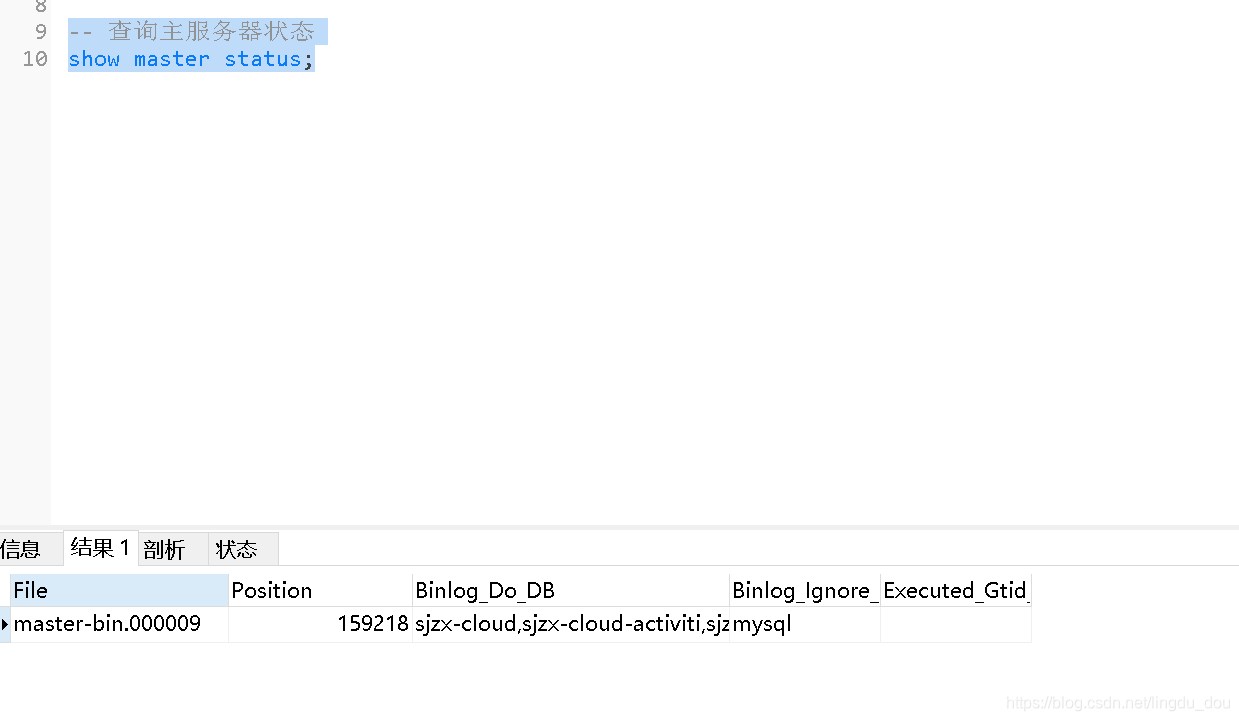 8
9 -- 查询主服务器状态
10 show master status;
信息 结果 1 剖析 状态
File Position Binlog_Do_DB Binlog_Ignore_ Executed_Gtid_
master-bin.000009 159218 sjzx-cloud,sjzx-cloud-activiti,sjz mysql
https://blog.csdn.net/lingdu_dou